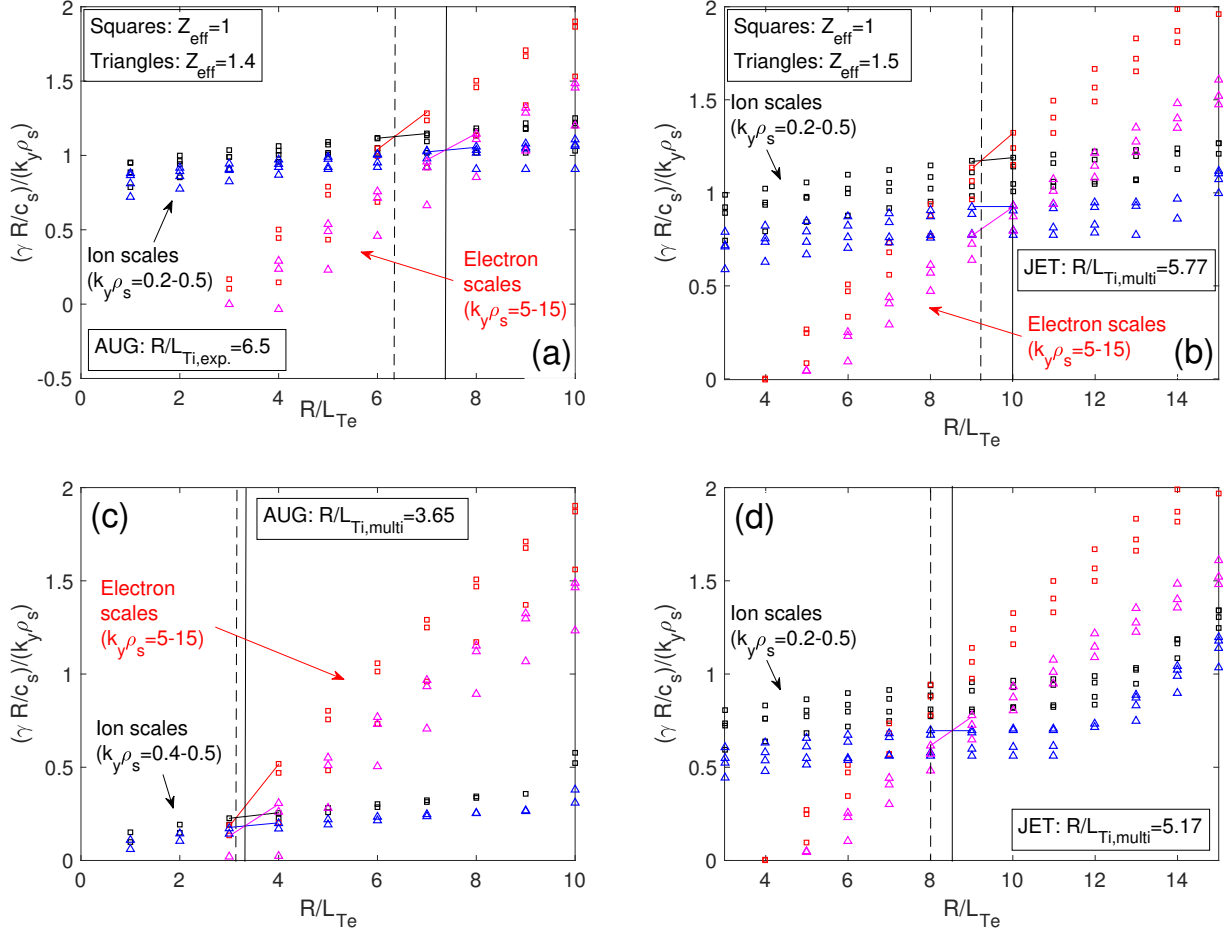 Squares: Z_eff=1
Triangles: Z_eff=1.4
Ion scales
(k_yρ_s=0.2-0.5)
Ion scales
(k_yρ_s=0.2-0.5)
Electron
scales
(k_yρ_s=5-15)
AUG: R/L_Ti,exp.=6.5
(a)
2
1.5
1
0.5
0
-0.5
0 2 4 6 8 10
R/L_Te
(γ R/c_s)/(k_yρ_s)
Squares: Z_eff=1
Triangles: Z_eff=1.5
Ion scales
(k_yρ_s=0.2-0.5)
JET: R/L_Ti,multi=5.77
Electron scales
(k_yρ_s=5-15)
(b)
2
1.5
1
0.5
0
4 6 8 10 12 14
R/L_Te
(γ R/c_s)/(k_yρ_s)
(c)
AUG: R/L_Ti,multi=3.65
Electron
scales
(k_yρ_s=5-15)
Ion scales
(k_yρ_s=0.4-0.5)
2
1.5
1
0.5
0
0 2 4 6 8 10
R/L_Te
(γ R/c_s)/(k_yρ_s)
(d)
Ion scales
(k_yρ_s=0.2-0.5)
JET: R/L_Ti,multi=5.17
2
1.5
1
0.5
0
4 6 8 10 12 14
R/L_Te
(γ R/c_s)/(k_yρ_s)